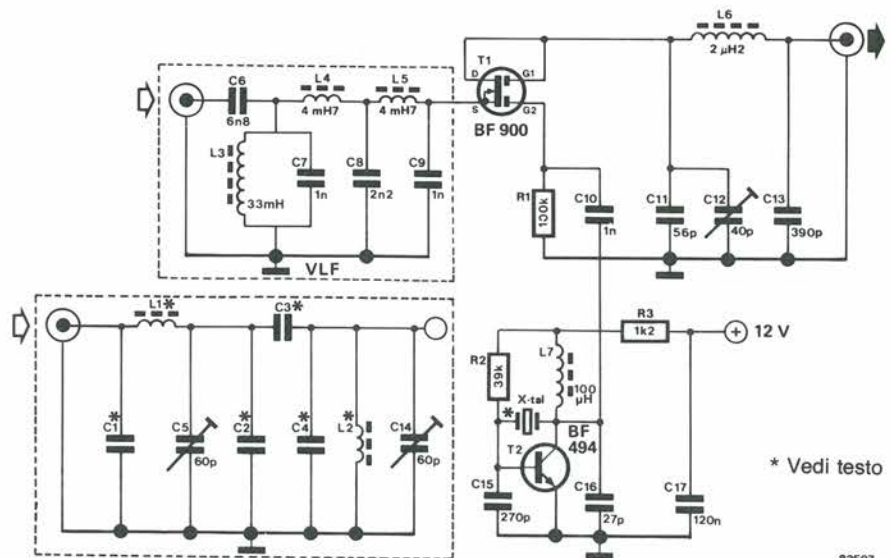 L6
2 µH2
T1
D
G1
S
G2
BF 900
C6
6n8
L4
4 mH7
L5
4 mH7
L3
33mH
C7
1n
C8
2n2
C9
1n
VLF
R1
100k
C10
1n
C11
56p
C12
40p
C13
390p
L1*
C3*
C1
*
C5
60p
C2
*
C4
*
L2
*
C14
60p
R3
1k2
12 V
R2
39k
L7
100
µH
X-tal
*
T2
BF
494
C15
270p
C16
27p
C17
120n
* Vedi testo